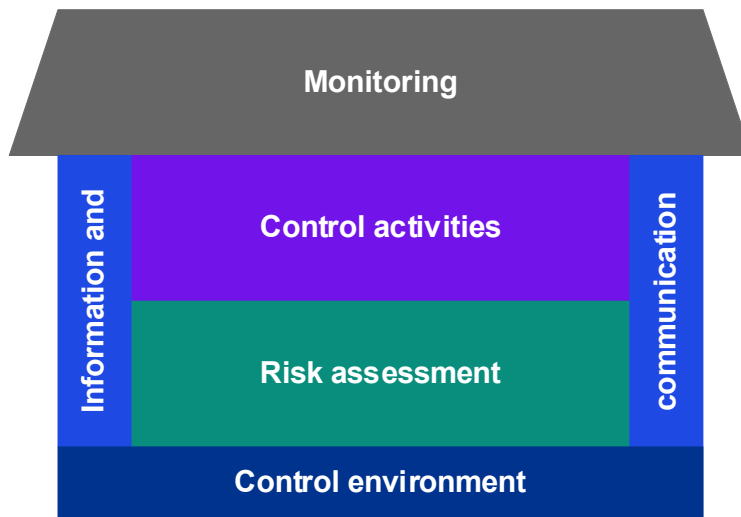 Monitoring
Information and
Control activities
communication
Risk assessment
Control environment